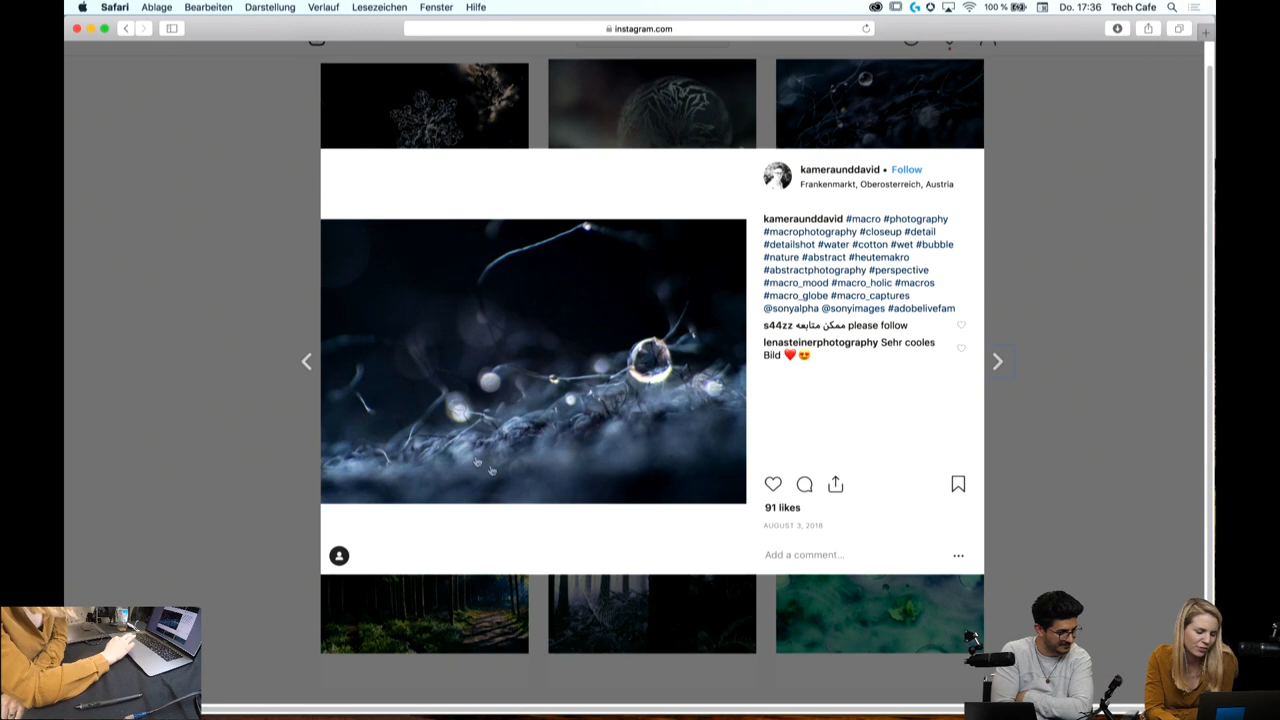 Safari Ablage Bearbeiten Darstellung Verlauf Lesezeichen Fenster Hilfe
100 % Do. 17:36 Tech Cafe
instagram.com
kameraunddavid • Follow
Frankenmarkt, Oberosterreich, Austria
kameraunddavid #macro #photography
#macrophotography #closeup #detail
#detailshot #water #cotton #wet #bubble
#nature #abstract #heutemakro
#abstractphotography #perspective
#macro_mood #macro_holic #macros
#macro_globe #macro_captures
@sonyalpha @sonyimages #adobelivefam
s44zz ممكن متابعه please follow
lenasteinerphotography Sehr cooles
Bild ❤️😍
91 likes
AUGUST 3, 2018
Add a comment...